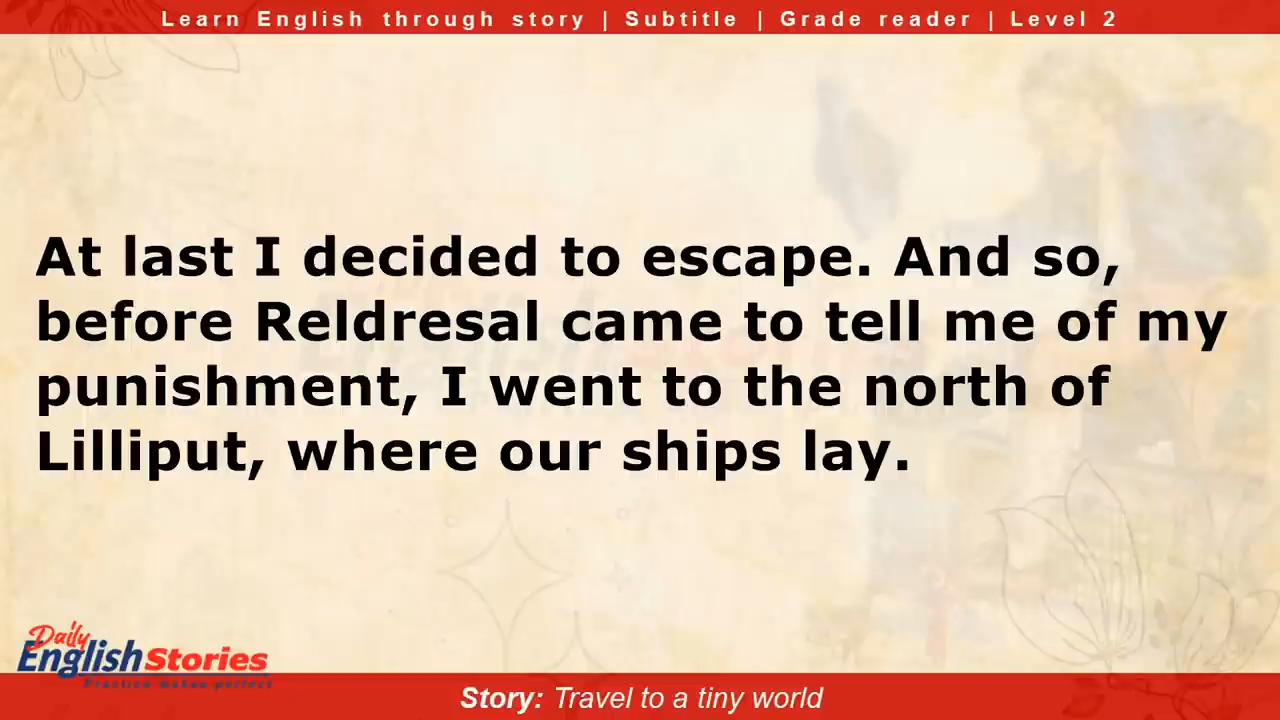 Learn English through story | Subtitle | Grade reader | Level 2
At last I decided to escape. And so,
before Reldresal came to tell me of my
punishment, I went to the north of
Lilliput, where our ships lay.
Daily
English Stories
Practice makes perfect
Story: Travel to a tiny world